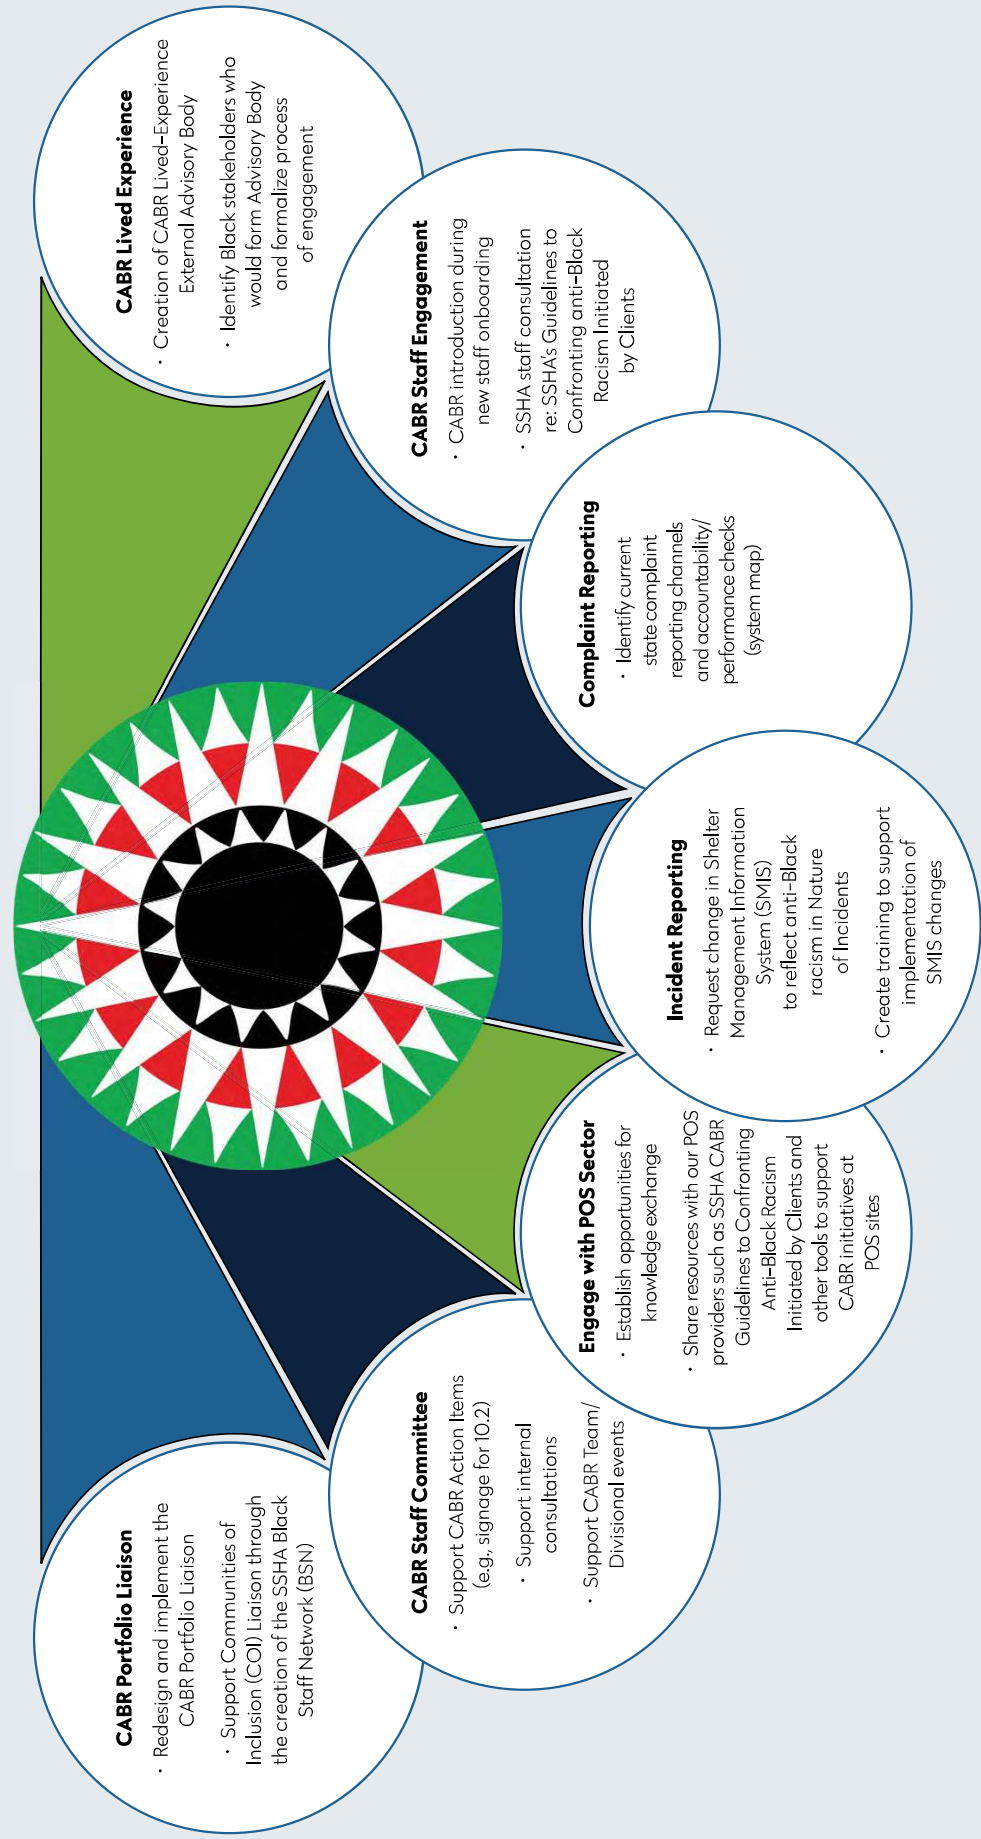 CABR Portfolio Liaison
· Redesign and implement the
CABR Portfolio Liaison
· Support Communities of
Inclusion (COI) Liaison through
the creation of the SSHA Black
Staff Network (BSN)
CABR Staff Committee
· Support CABR Action Items
(e.g., signage for 10.2)
· Support internal
consultations
· Support CABR Team/
Divisional events
Engage with POS Sector
· Establish opportunities for
knowledge exchange
· Share resources with our POS
providers such as SSHA CABR
Guidelines to Confronting
Anti-Black Racism
Initiated by Clients and
other tools to support
CABR initiatives at
POS sites
Incident Reporting
· Request change in Shelter
Management Information
System (SMIS)
to reflect anti-Black
racism in Nature
of Incidents
· Create training to support
implementation of
SMIS changes
Complaint Reporting
· Identify current
state complaint
reporting channels
and accountability/
performance checks
(system map)
CABR Staff Engagement
· CABR introduction during
new staff onboarding
· SSHA staff consultation
re: SSHA's Guidelines to
Confronting anti-Black
Racism Initiated
by Clients
CABR Lived Experience
· Creation of CABR Lived-Experience
External Advisory Body
· Identify Black stakeholders who
would form Advisory Body
and formalize process
of engagement